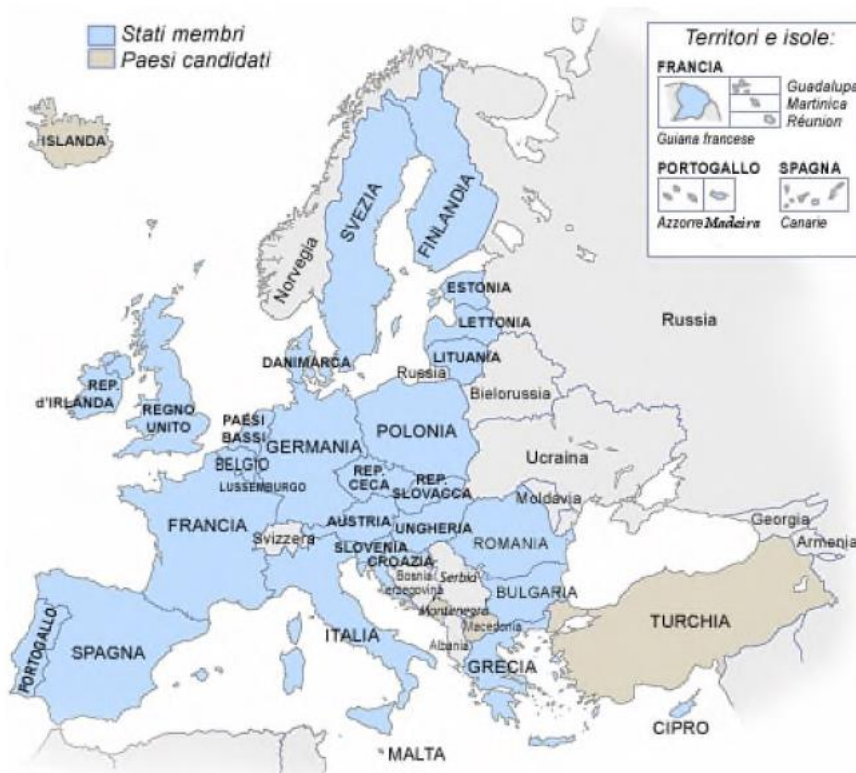 Stati membri
Paesi candidati
Territori e isole:
FRANCIA
Guadalupa
Martinica
Réunion
Guiana francese
PORTOGALLO
SPAGNA
Azzorre
Madeira
Canarie
ISLANDA
SVEZIA
FINLANDIA
Norvegia
ESTONIA
LETTONIA
Russia
LITUANIA
DANIMARCA
Russia
Bielorussia
REP.
d'IRLANDA
REGNO
UNITO
PAESI
BASSI
GERMANIA
POLONIA
BELGIO
LUSSEMBURGO
REP.
CECA
REP.
SLOVACCA
Ucraina
Moldavia
FRANCIA
Svizzera
AUSTRIA
UNGHERIA
ROMANIA
Georgia
Armenia
SLOVENIA
CROAZIA
Bosnia
erzegovina
Serbia
BULGARIA
Montenegro
Macedonia
Albania
PORTOGALLO
SPAGNA
ITALIA
GRECIA
TURCHIA
CIPRO
MALTA